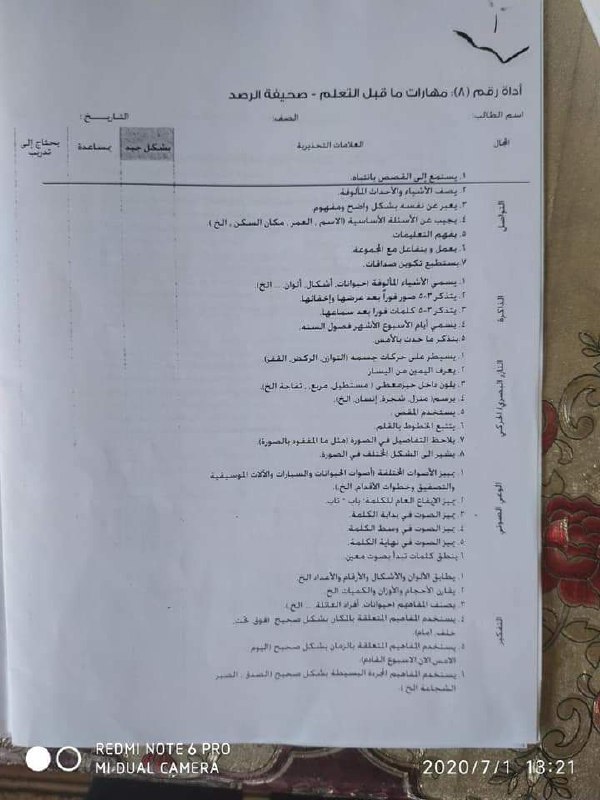 أداة رقم (٨): مهارات ما قبل التعلم - صحيفة الرصد
اسم الطالب: الصف: التاريـــخ :
المجال العلامات التحذيرية بشكل جيد بمساعدة يحتاج إلى تدريب
التواصل
١. يستمع إلى القصص بانتباه.
٢. يصف الأشياء والأحداث المألوفة.
٣. يعبر عن نفسه بشكل واضح ومفهوم
٤. يجيب عن الأسئلة الأساسية (الاسم , العمر , مكان السكن , الخ )
٥. يفهم التعليمات
٦. يعمل و يتفاعل مع المجموعة.
٧. يستطيع تكوين صداقات.
الذاكرة
١. يسمي الأشياء المألوفة (حيوانات, أشكال, ألوان, ... الخ).
٢. يتذكر ٣-٥ صور فوراً بعد عرضها وإخفائها.
٣. يتذكر ٣-٥ كلمات فورا بعد سماعها.
٤. يسمي أيام الأسبوع الأشهر فصول السنه.
٥. يتذكر ما حدث بالأمس.
التآزر البصري/ الحركي
١. يسيطر على حركات جسمه (التوازن, الركض, القفز)
٢. يعرف اليمين من اليسار
٣. يلون داخل حيز معطى ( مستطيل, مربع , , تفاحة الخ).
٤. يرسم( منزل, شجرة, إنسان, الخ).
٥. يستخدم المقص
٦. يتتبع الخطوط بالقلم.
٧. يلاحظ التفاصيل في الصورة (مثل ما المفقود بالصورة)
٨. يشير الى الشكل المختلف في الصورة.
الوعي الصوتي
١. يميز الأصوات المختلفة (أصوات الحيوانات والسيارات والآلات الموسيقية
والتصفيق وخطوات الأقدام, الخ.)
٢. يميز الإيقاع العام للكلمة: باب - ناب.
٣. يميز الصوت في بداية الكلمة.
٤. يميز الصوت في وسط الكلمة
٥. يميز الصوت في نهاية الكلمة.
٦. ينطق كلمات تبدأ بصوت معين.
التفكير
١. يطابق الألوان والأشكال والأرقام والأعداد الخ
٢. يقارن الأحجام والأوزان والكميات الخ
٣. يصنف المفاهيم (حيوانات, أفراد العائلة, ... الخ ).
٤. يستخدم المفاهيم المتعلقة بالمكان بشكل صحيح (فوق تحت,
خلف, أمام).
٥. يستخدم المفاهيم المتعلقة بالزمان بشكل صحيح (اليوم
الامس الان الاسبوع القادم).
٦. يستخدم المفاهيم المجردة البسيطة بشكل صحيح (الصدق , الصبر
الشجاعة الخ ).
REDMI NOTE 6 PRO
MI DUAL CAMERA
2020/7/1 13:21